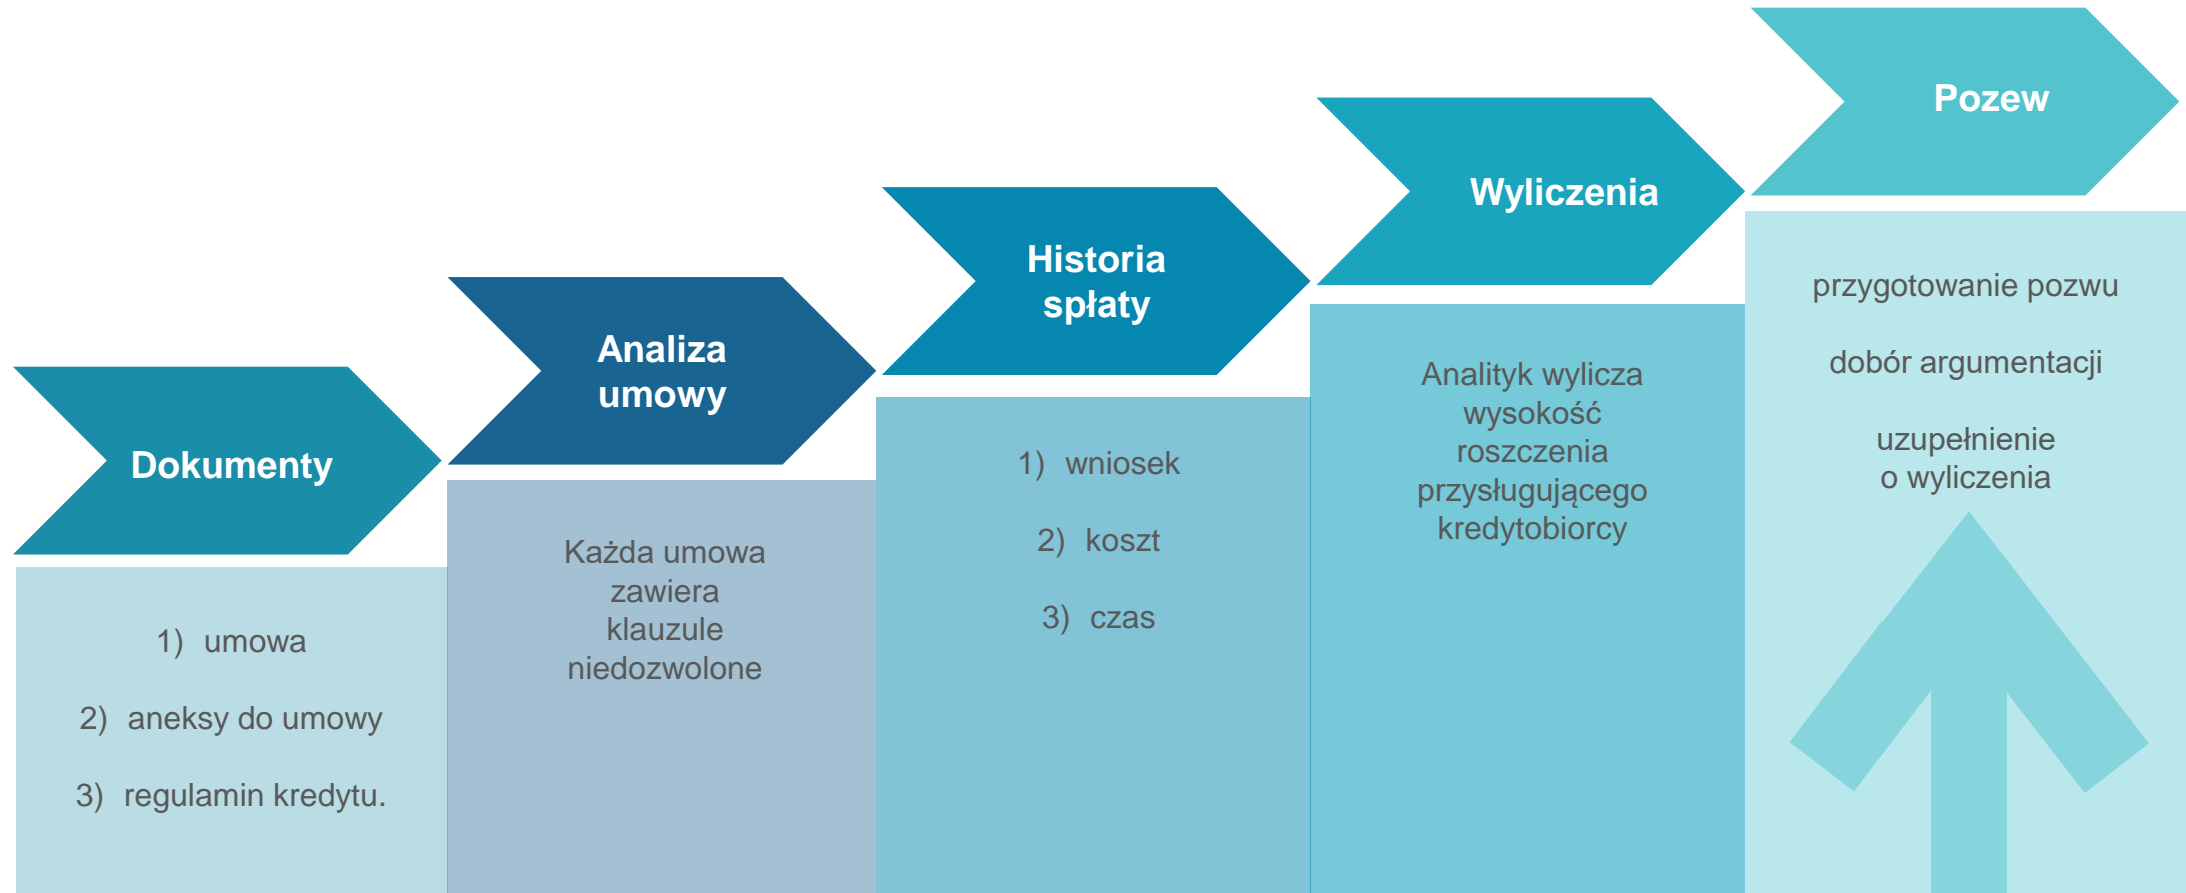 Dokumenty
1) umowa
2) aneksy do umowy
3) regulamin kredytu.
Analiza
umowy
Każda umowa
zawiera
klauzule
niedozwolone
Historia
spłaty
1) wniosek
2) koszt
3) czas
Wyliczenia
Analityk wylicza
wysokość
roszczenia
przysługującego
kredytobiorcy
Pozew
przygotowanie pozwu
dobór argumentacji
uzupełnienie
o wyliczenia